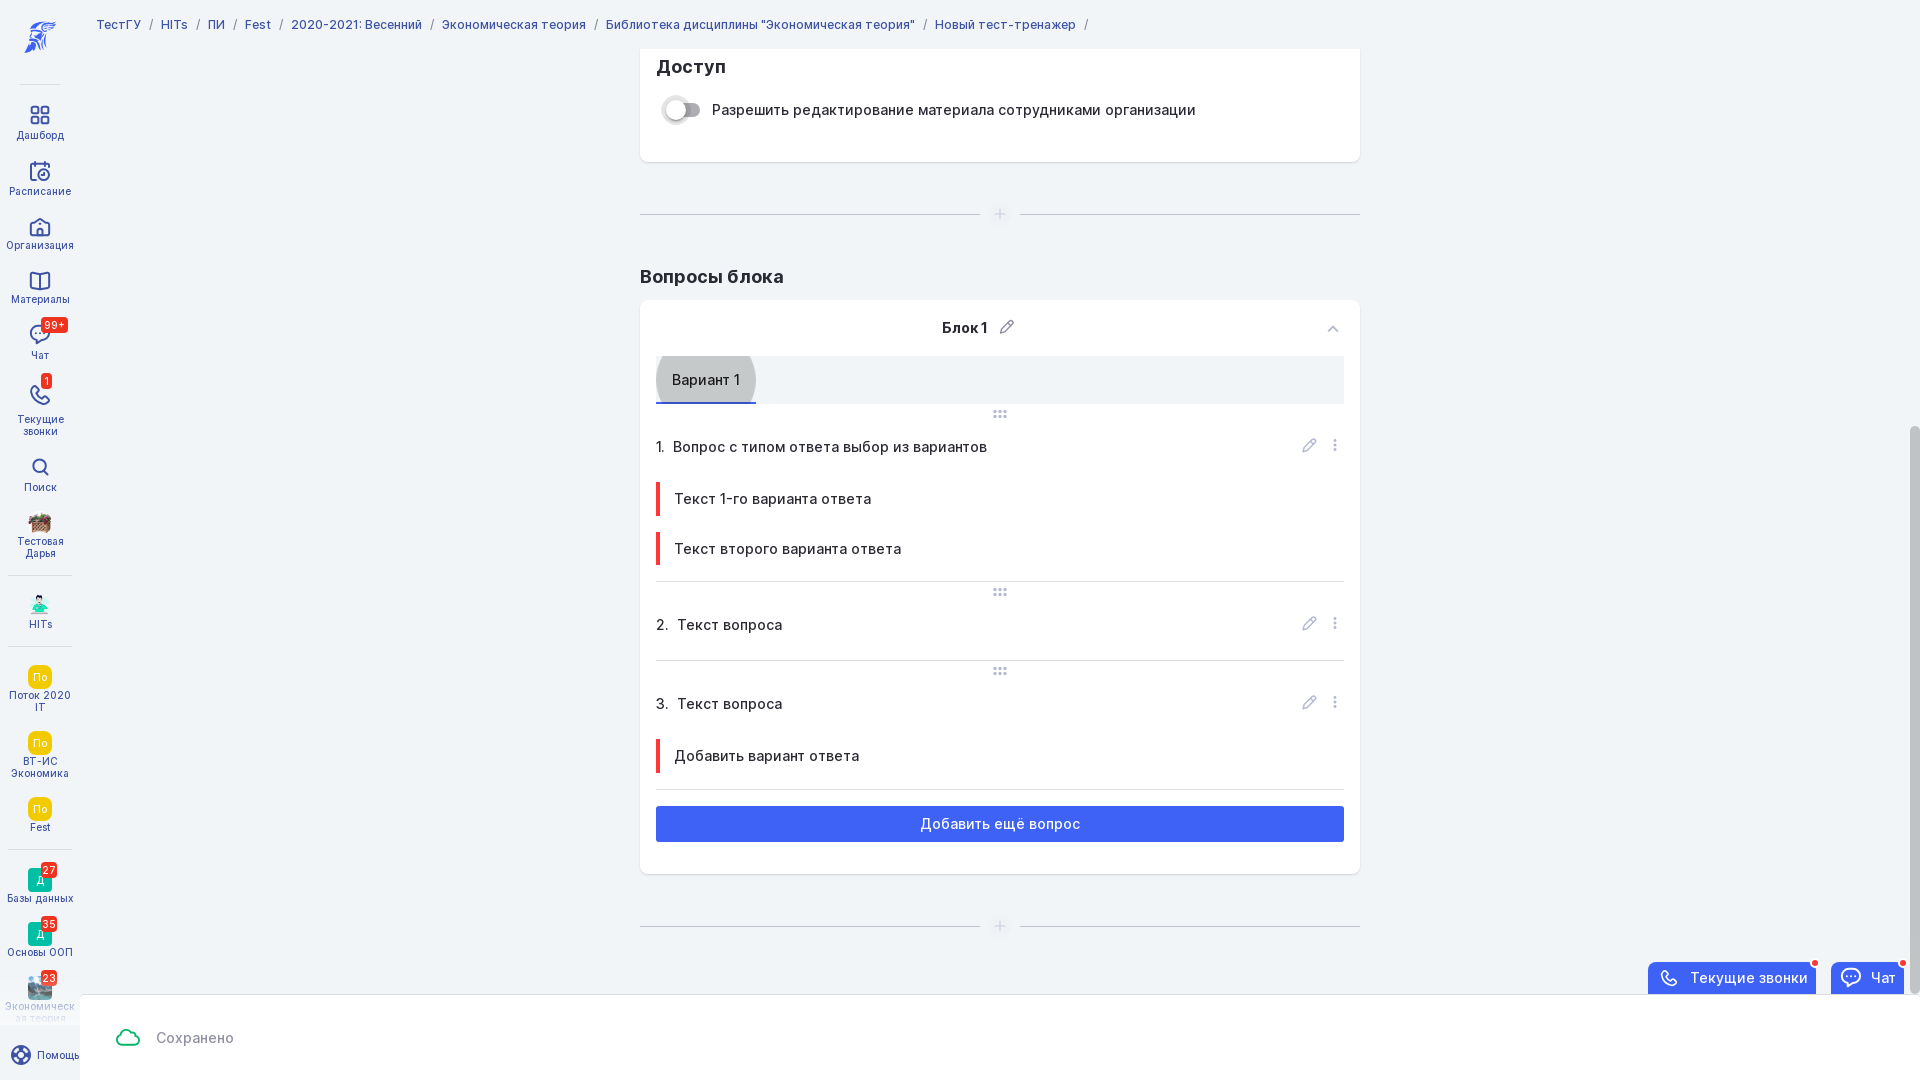 ТестГУ / HITs / ПИ / Fest / 2020-2021: Весенний / Экономическая теория / Библиотека дисциплины "Экономическая теория" / Новый тест-тренажер /
Дашборд
Расписание
Организация
Материалы
99+
Чат
1
Текущие
звонки
Поиск
Тестовая
Дарья
HITs
По
Поток 2020
IT
По
ВТ-ИС
Экономика
По
Fest
27
Д
Базы данных
35
Д
Основы ООП
23
Экономическ
ая теория
Помощь
Доступ
Разрешить редактирование материала сотрудниками организации
Вопросы блока
Блок 1
Вариант 1
1. Вопрос с типом ответа выбор из вариантов
Текст 1-го варианта ответа
Текст второго варианта ответа
2. Текст вопроса
3. Текст вопроса
Добавить вариант ответа
Добавить ещё вопрос
Текущие звонки
Чат
Сохранено